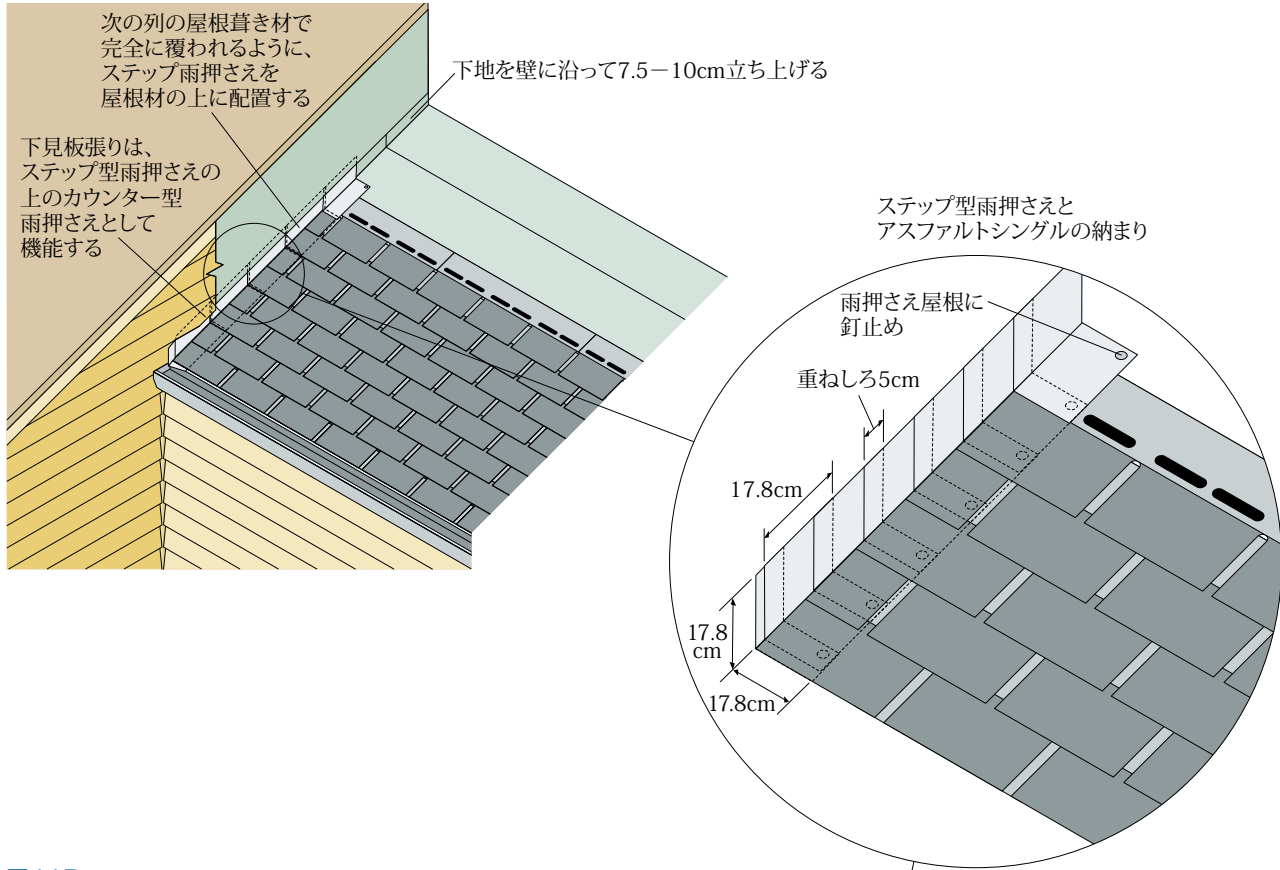 次の列の屋根葺き材で
完全に覆われるように、
ステップ雨押さえを
屋根材の上に配置する
下地を壁に沿って7.5－10cm立ち上げる
下見板張りは、
ステップ型雨押さえの
上のカウンター型
雨押さえとして
機能する
ステップ型雨押さえと
アスファルトシングルの納まり
雨押さえ屋根に
釘止め
重ねしろ5cm
17.8cm
17.8
cm
17.8cm